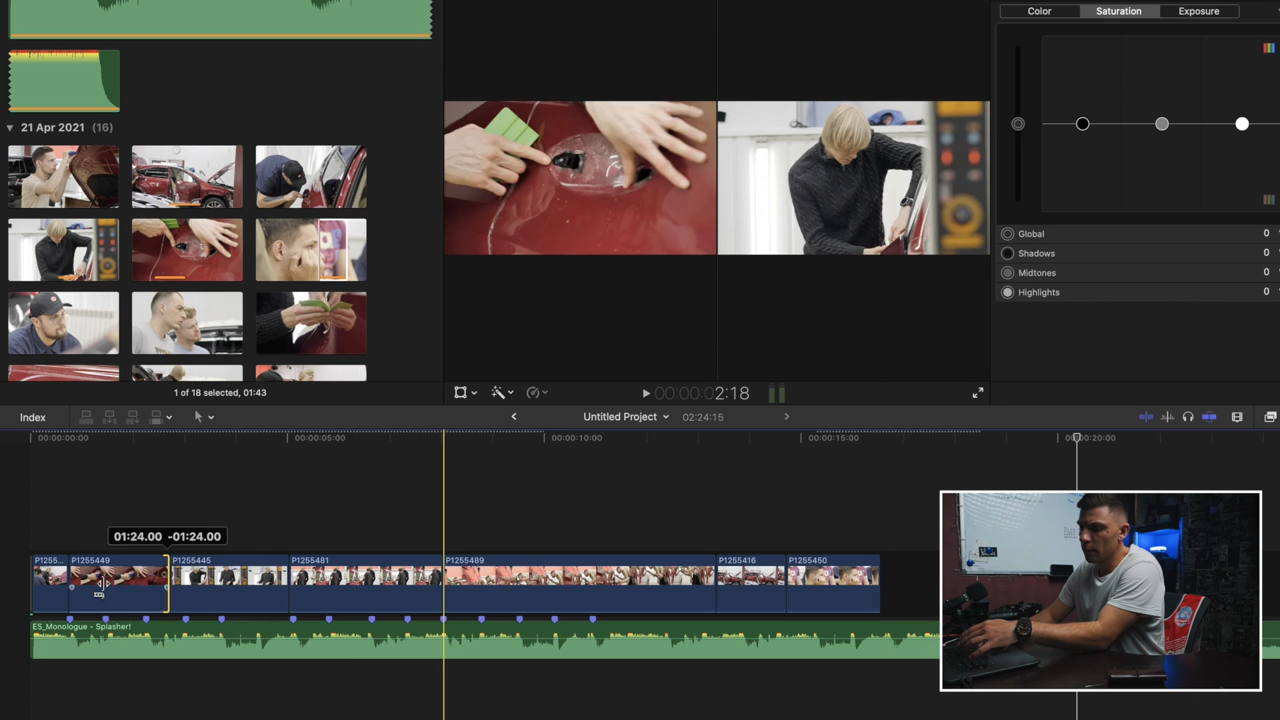 Color Saturation Exposure
21 Apr 2021 (16)
Global 0
Shadows 0
Midtones 0
Highlights 0
1 of 18 selected, 01:43
00:00:00:02:18
Index
Untitled Project
02:24:15
00:00:00:00
00:00:05:00
00:00:10:00
00:00:15:00
01:24.00 -01:24.00
P1255...
P1255449
P1255445
P1255481
P1255489
P1255416
P1255450
ES_Monologue - Splasher!